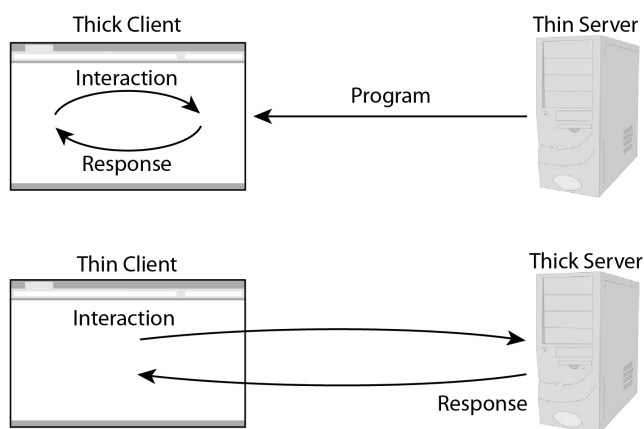 Thick Client
Thin Server
Interaction
Program
Response
Thin Client
Thick Server
Interaction
Response